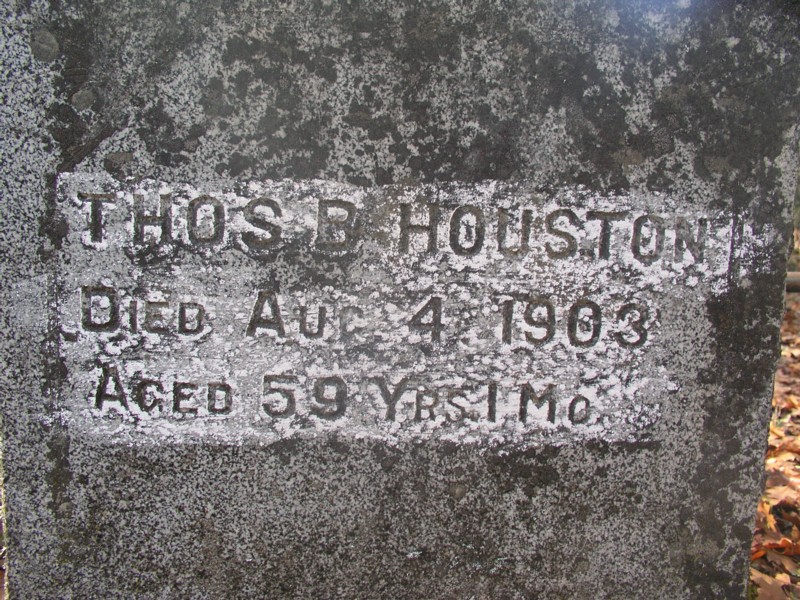 THOS B HOUSTON
DIED AUG 4 1903
AGED 59 YRS 1 MO